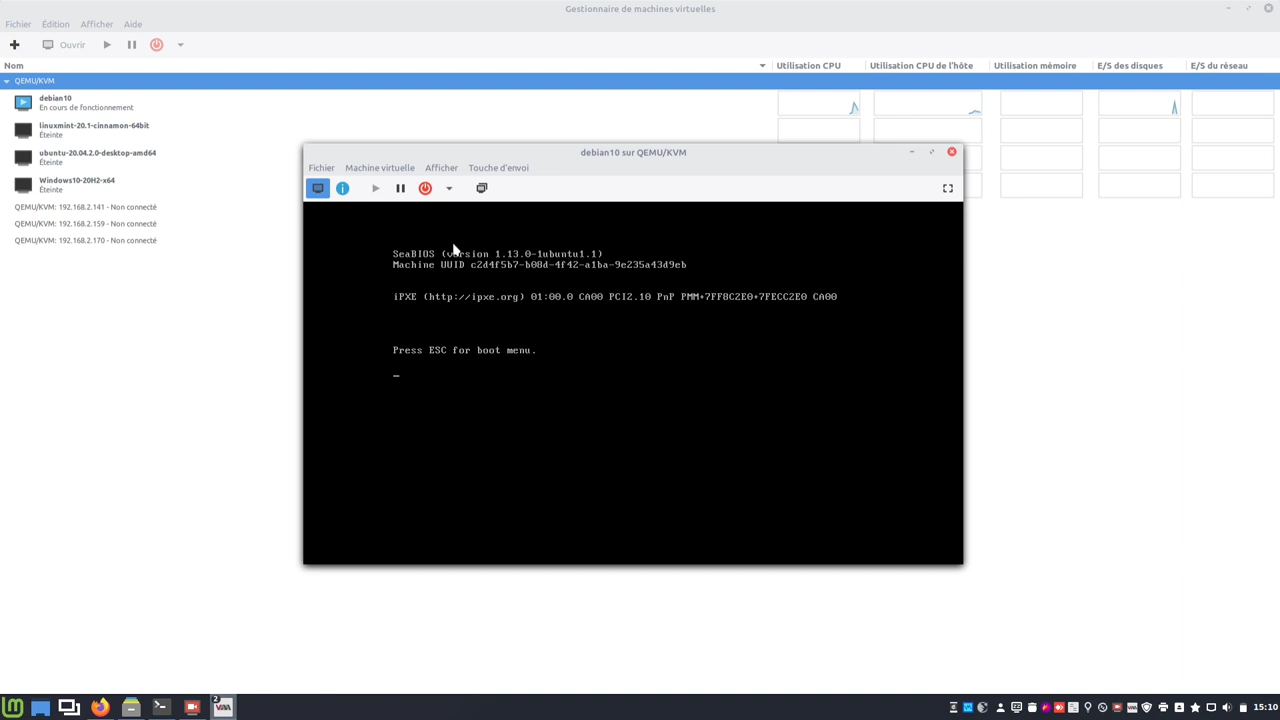 Gestionnaire de machines virtuelles
Fichier Édition Afficher Aide
Ouvrir
Nom Utilisation CPU Utilisation CPU de l'hôte Utilisation mémoire E/S des disques E/S du réseau
QEMU/KVM
debian10
En cours de fonctionnement
linuxmint-20.1-cinnamon-64bit
Éteinte
ubuntu-20.04.2.0-desktop-amd64
Éteinte
Windows10-20H2-x64
Éteinte
QEMU/KVM: 192.168.2.141 - Non connecté
QEMU/KVM: 192.168.2.159 - Non connecté
QEMU/KVM: 192.168.2.170 - Non connecté
debian10 sur QEMU/KVM
Fichier Machine virtuelle Afficher Touche d'envoi
SeaBIOS (version 1.13.0-1ubuntu1.1)
Machine UUID c2d4f5b7-b08d-4f42-a1ba-9e235a43d9eb
iPXE (http://ipxe.org) 01:00.0 CA00 PCI2.10 PnP PMM+7FF8C2E0+7FECC2E0 CA00
Press ESC for boot menu.
2
15:10